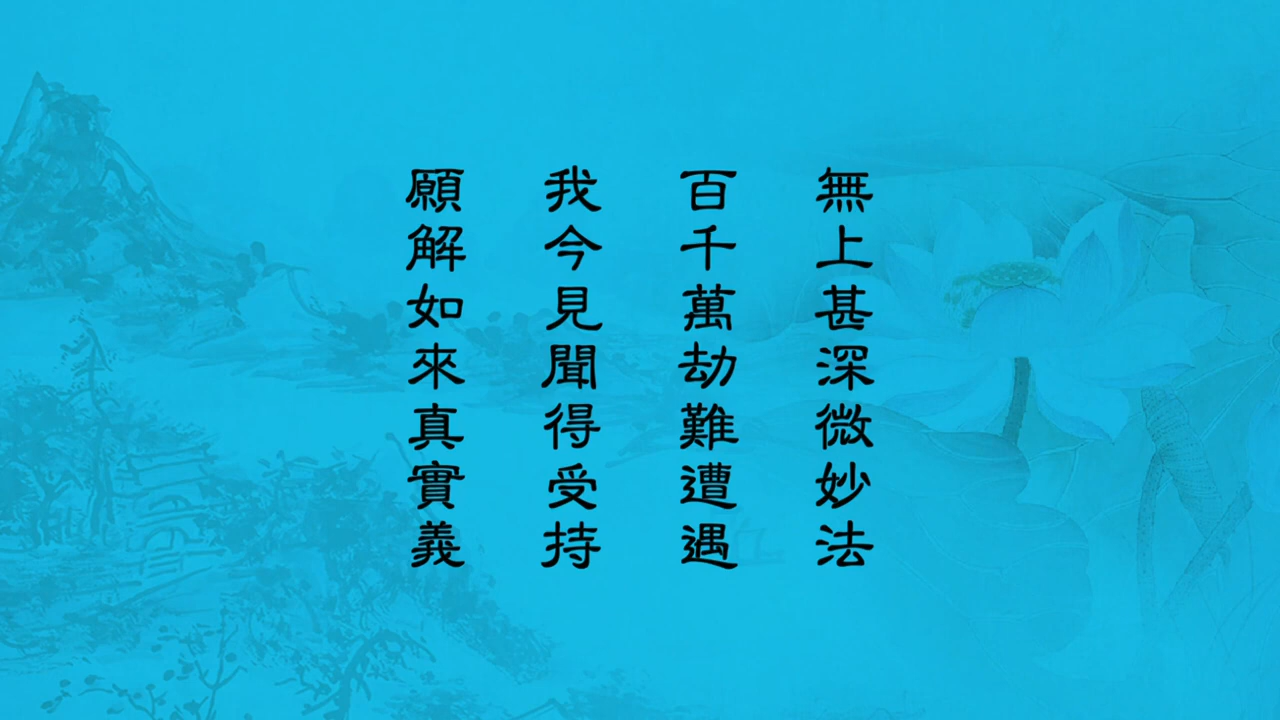 無上甚深微妙法
百千萬劫難遭遇
我今見聞得受持
願解如來真實義